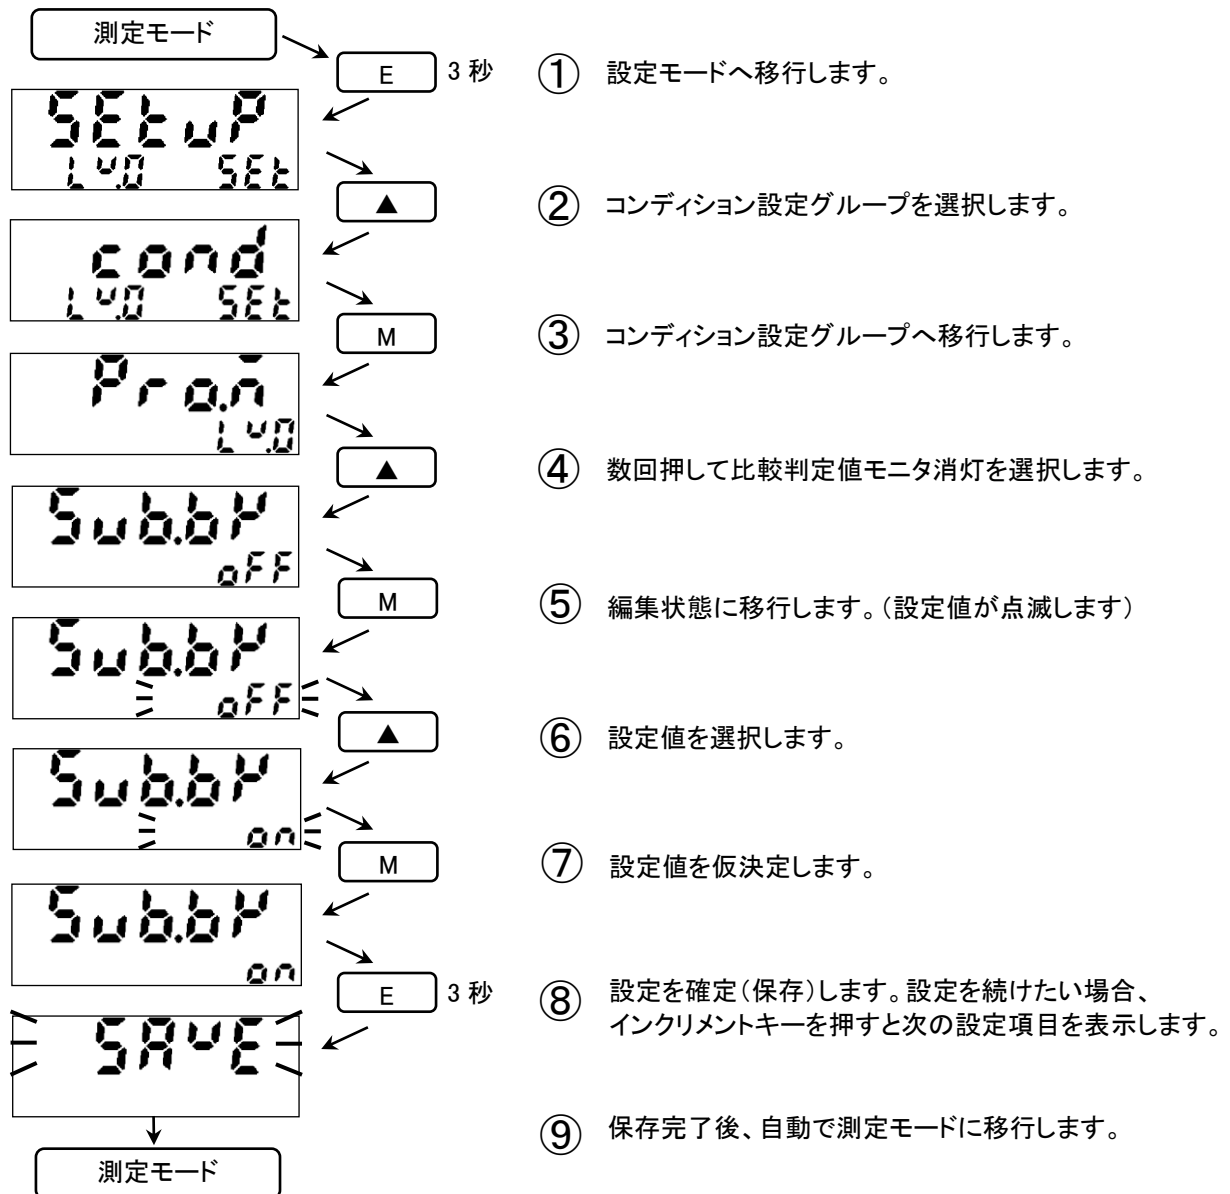 測定モード
E 3 秒 ① 設定モードへ移行します。
SEtuP
Lv.0 SEt
▲ ② コンディション設定グループを選択します。
cond
Lv.0 SEt
M ③ コンディション設定グループへ移行します。
Pro.m
Lv.0
▲ ④ 数回押して比較判定値モニタ消灯を選択します。
Sub.bK
oFF
M ⑤ 編集状態に移行します。(設定値が点滅します)
Sub.bK
oFF
▲ ⑥ 設定値を選択します。
Sub.bK
on
M ⑦ 設定値を仮決定します。
Sub.bK
on
E 3 秒 ⑧ 設定を確定(保存)します。設定を続けたい場合、
インクリメントキーを押すと次の設定項目を表示します。
SAvE
⑨ 保存完了後、自動で測定モードに移行します。
測定モード